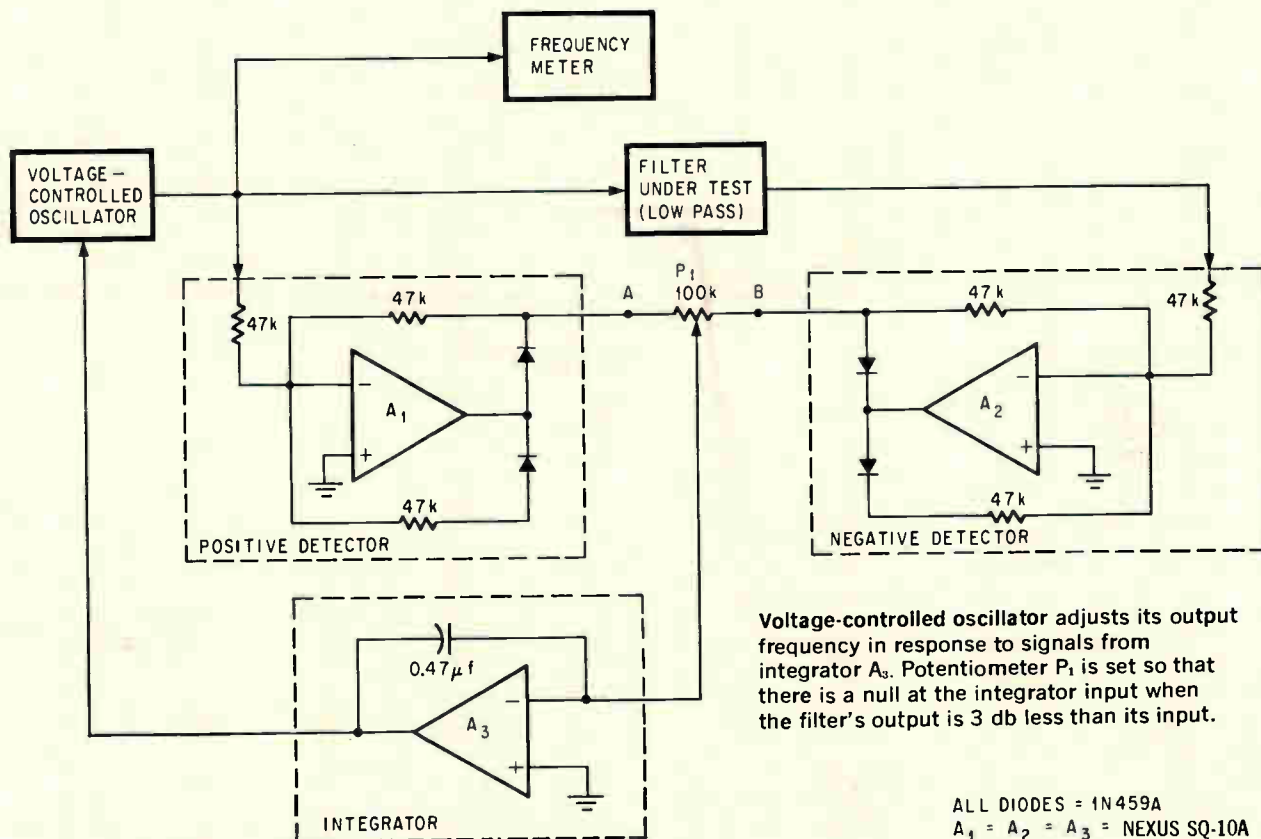 FREQUENCY
METER
VOLTAGE-
CONTROLLED
OSCILLATOR
FILTER
UNDER TEST
(LOW PASS)
47k
47k
A
P1
100k
B
47k
47k
-
A1
+
-
A2
+
47k
47k
POSITIVE DETECTOR
NEGATIVE DETECTOR
0.47µf
-
A3
+
INTEGRATOR
Voltage-controlled oscillator adjusts its output
frequency in response to signals from
integrator A3. Potentiometer P1 is set so that
there is a null at the integrator input when
the filter's output is 3 db less than its input.
ALL DIODES = 1N459A
A1 = A2 = A3 = NEXUS SQ-10A